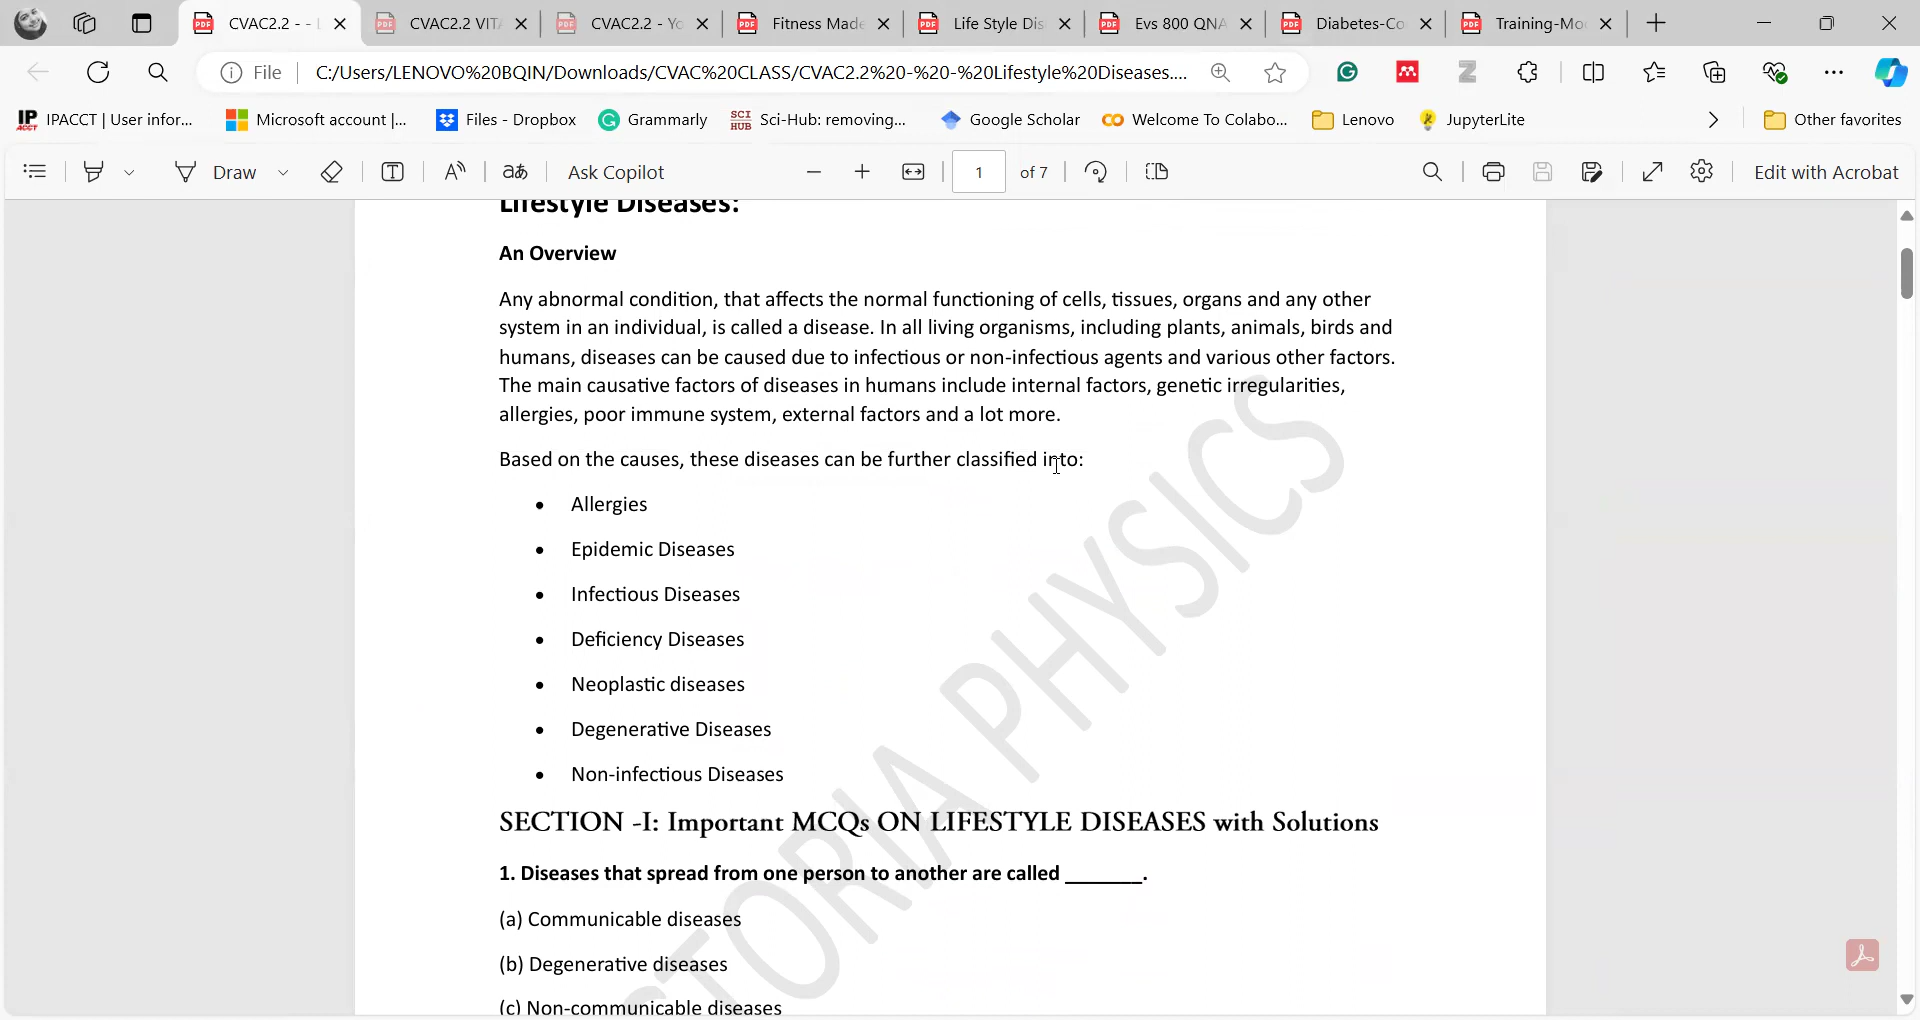 CVAC2.2 - - L
CVAC2.2 VIT
CVAC2.2 - Yo
Fitness Made
Life Style Dis
Evs 800 QNA
Diabetes-Co
Training-Mo
File
C:/Users/LENOVO%20BQIN/Downloads/CVAC%20CLASS/CVAC2.2%20-%20-%20Lifestyle%20Diseases....
IP ACCT IPACCT | User infor...
Microsoft account |...
Files - Dropbox
Grammarly
SCI HUB Sci-Hub: removing...
Google Scholar
Welcome To Colabo...
Lenovo
JupyterLite
Other favorites
Draw
Ask Copilot
1 of 7
Edit with Acrobat
Lifestyle Diseases:
An Overview
Any abnormal condition, that affects the normal functioning of cells, tissues, organs and any other
system in an individual, is called a disease. In all living organisms, including plants, animals, birds and
humans, diseases can be caused due to infectious or non-infectious agents and various other factors.
The main causative factors of diseases in humans include internal factors, genetic irregularities,
allergies, poor immune system, external factors and a lot more.
Based on the causes, these diseases can be further classified into:
• Allergies
• Epidemic Diseases
• Infectious Diseases
• Deficiency Diseases
• Neoplastic diseases
• Degenerative Diseases
• Non-infectious Diseases
SECTION -I: Important MCQs ON LIFESTYLE DISEASES with Solutions
1. Diseases that spread from one person to another are called _______.
(a) Communicable diseases
(b) Degenerative diseases
(c) Non-communicable diseases
STORIA PHYSICS